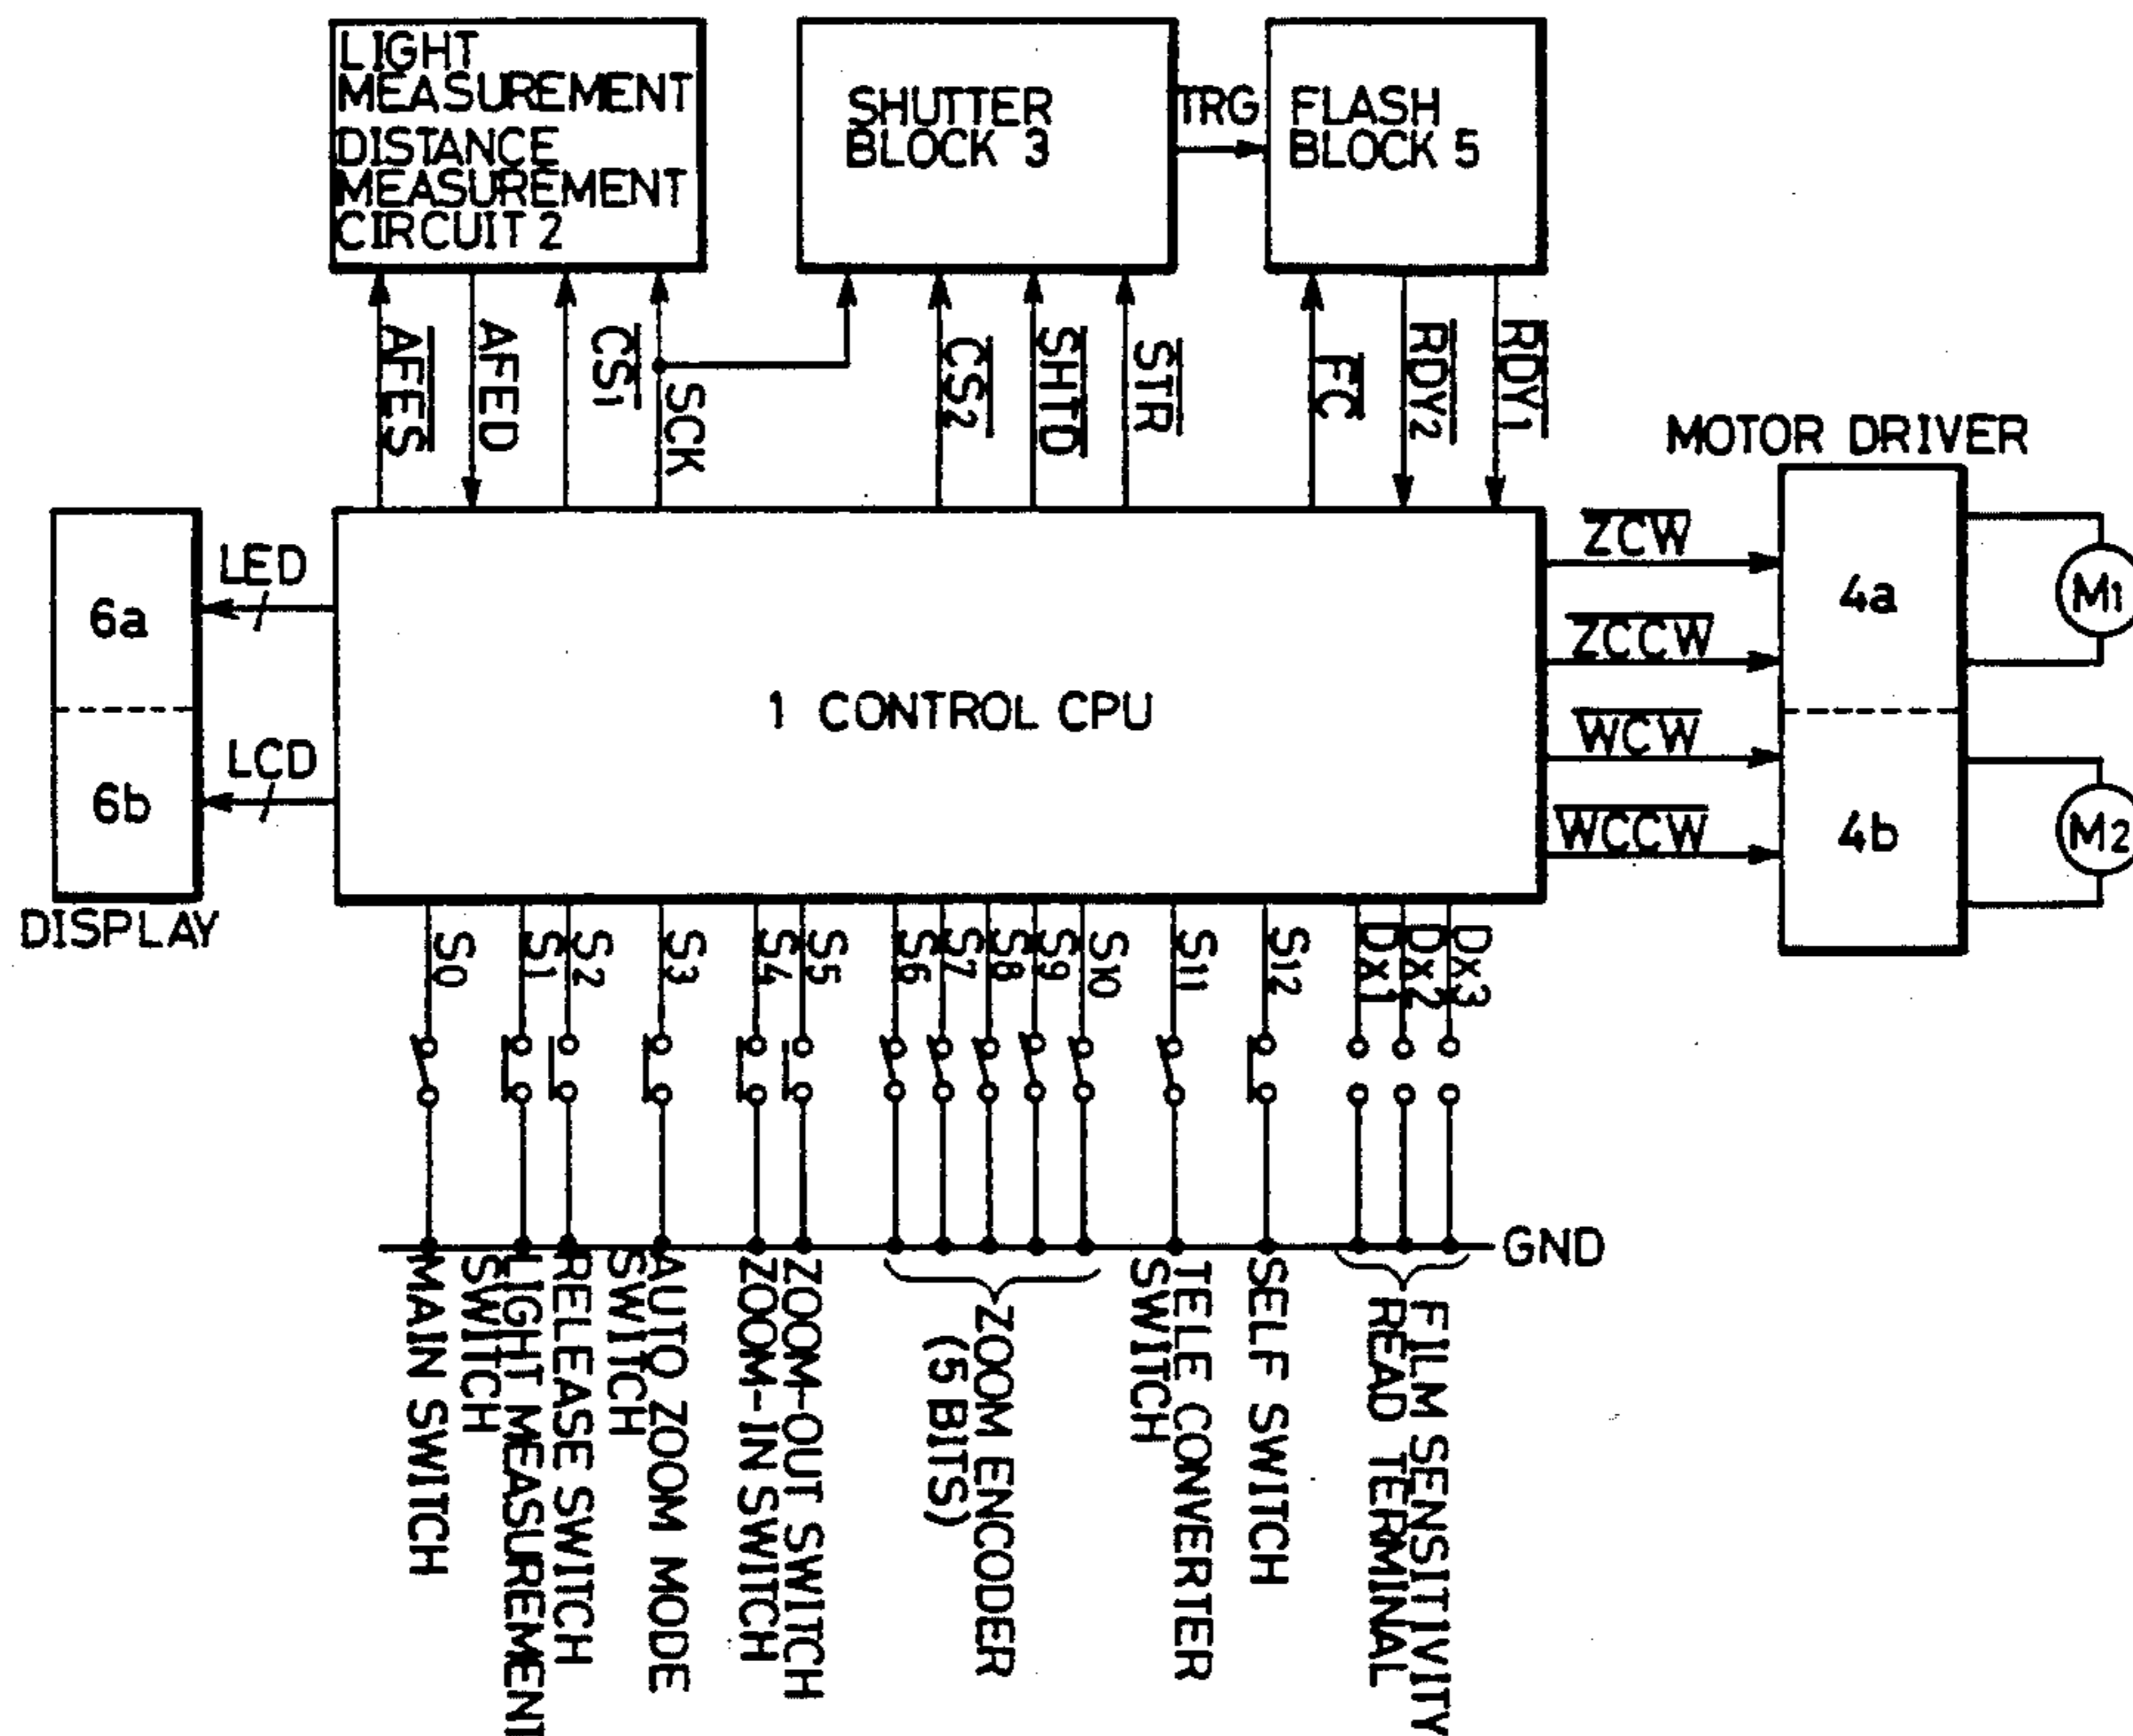 LIGHT
MEASUREMENT
DISTANCE
MEASUREMENT
CIRCUIT 2
SHUTTER
BLOCK 3
TRG
FLASH
BLOCK 5
AFES
AFED
CS1
SCK
CS2
SHTD
STR
FC
RDY2
RDY1
MOTOR DRIVER
LED
LCD
6a
6b
DISPLAY
1 CONTROL CPU
ZCW
ZCCW
WCW
WCCW
4a
4b
M1
M2
S0
S1
S2
S3
S4
S5
S6
S7
S8
S9
S10
S11
S12
DX1
DX2
DX3
GND
MAIN SWITCH
LIGHT MEASUREMENT
SWITCH
RELEASE SWITCH
AUTO ZOOM MODE
SWITCH
ZOOM-IN SWITCH
ZOOM-OUT SWITCH
ZOOM ENCODER
(5 BITS)
TELE CONVERTER
SWITCH
SELF SWITCH
FILM SENSITIVITY
READ TERMINAL